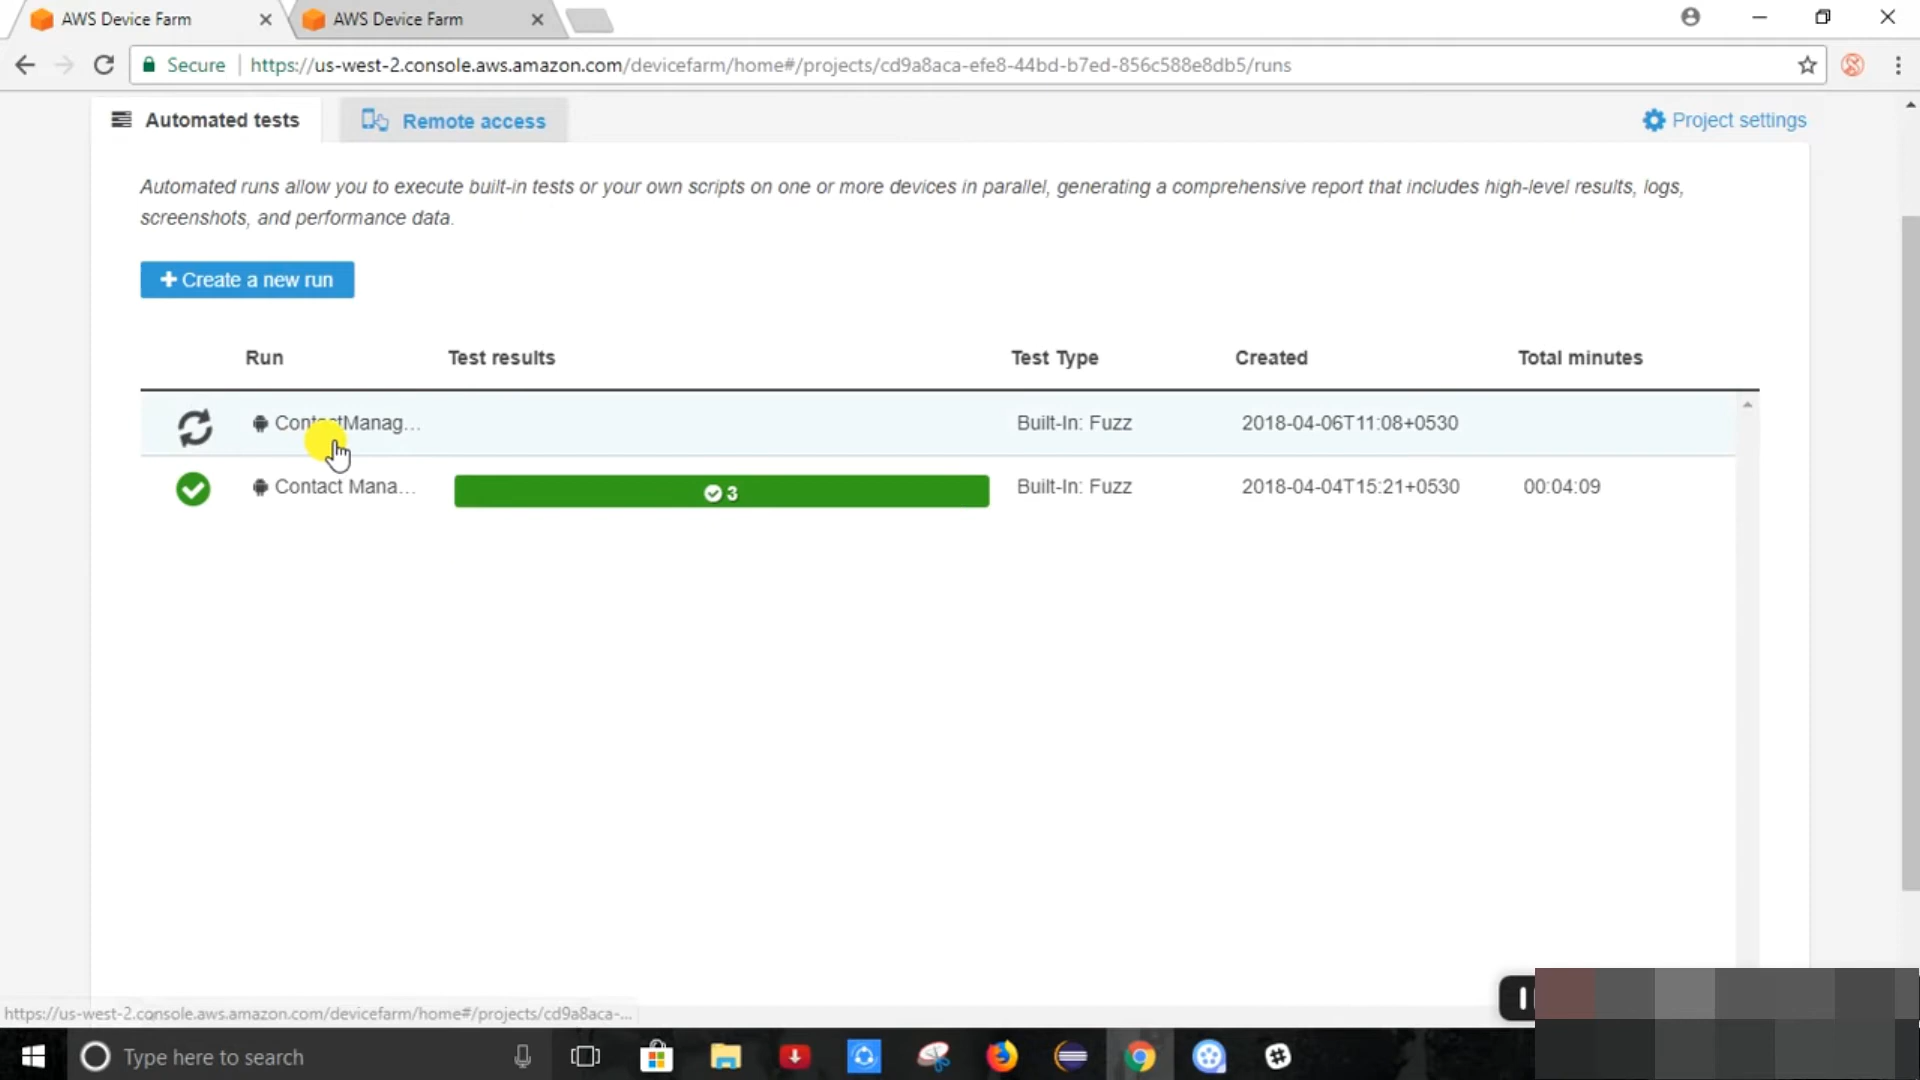 AWS Device Farm
AWS Device Farm
Secure
https://us-west-2.console.aws.amazon.com/devicefarm/home#/projects/cd9a8aca-efe8-44bd-b7ed-856c588e8db5/runs
Automated tests
Remote access
Project settings
Automated runs allow you to execute built-in tests or your own scripts on one or more devices in parallel, generating a comprehensive report that includes high-level results, logs,
screenshots, and performance data.
Create a new run
Run Test results Test Type Created Total minutes
ContactManag... Built-In: Fuzz 2018-04-06T11:08+0530
Contact Mana... 3 Built-In: Fuzz 2018-04-04T15:21+0530 00:04:09
https://us-west-2.console.aws.amazon.com/devicefarm/home#/projects/cd9a8aca-...
Type here to search